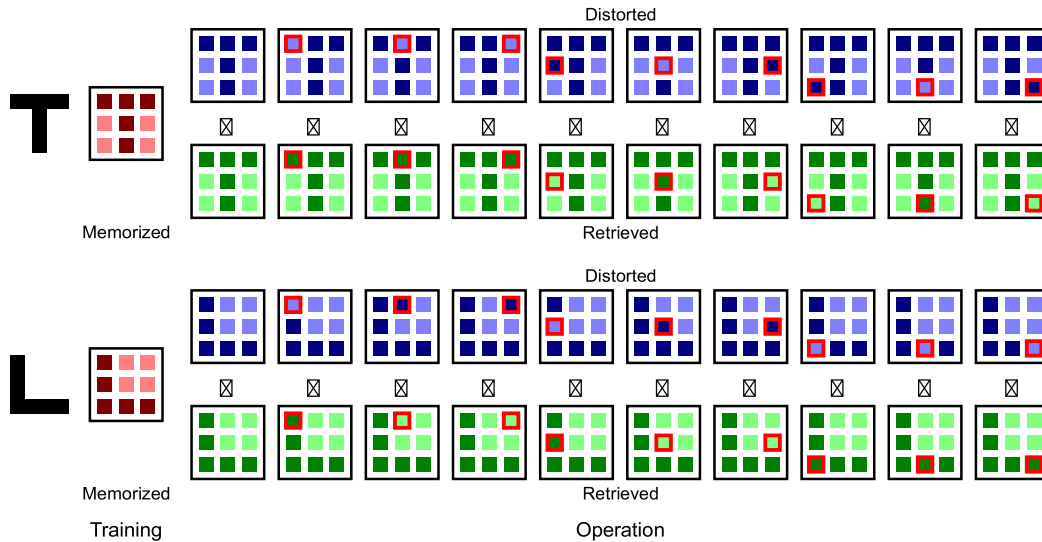 Distorted
Memorized
Retrieved
Distorted
Memorized
Retrieved
Training
Operation